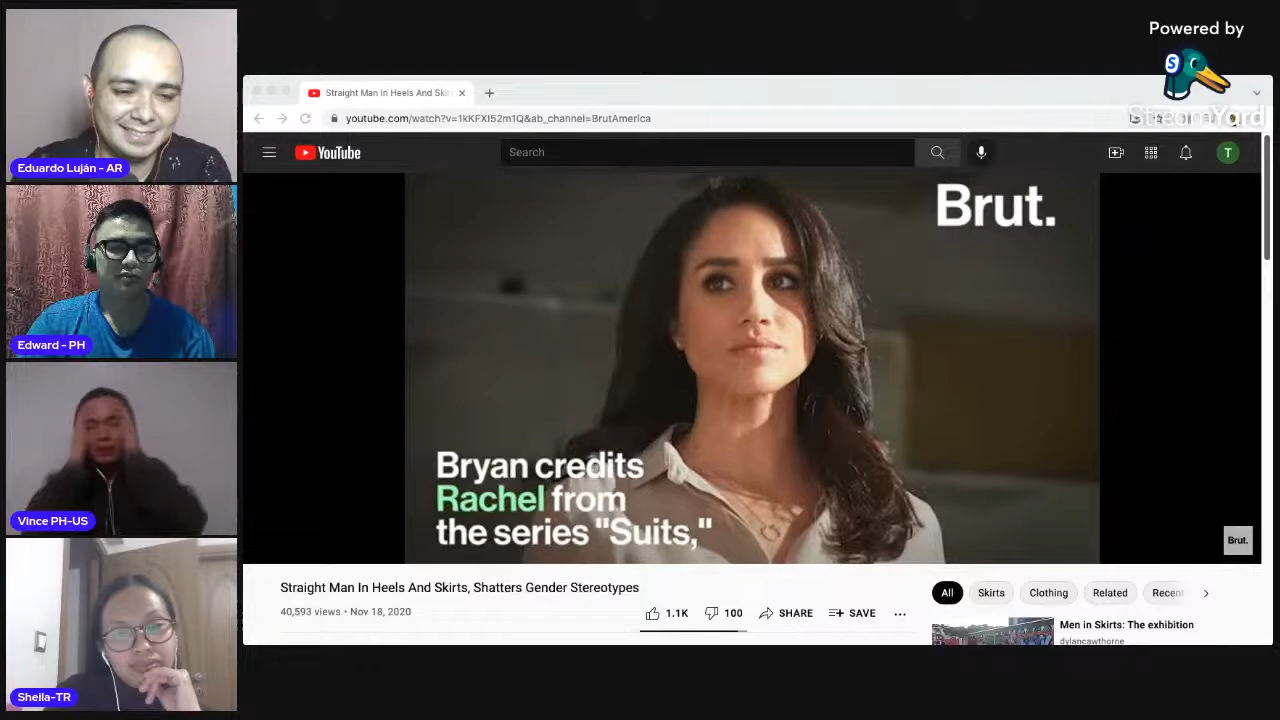 Powered by
StreamYard
Eduardo Luján - AR
Edward - PH
Vince PH-US
Sheila-TR
Straight Man In Heels And Ski
youtube.com/watch?v=1kKFXI52m1Q&ab_channel=BrutAmerica
YouTube
Search
T
Brut.
Bryan credits
Rachel from
the series "Suits,"
Brut.
Straight Man In Heels And Skirts, Shatters Gender Stereotypes
40,593 views • Nov 18, 2020
1.1K
100
SHARE
SAVE
All
Skirts
Clothing
Related
Recent
Men in Skirts: The exhibition
dylancawthorne